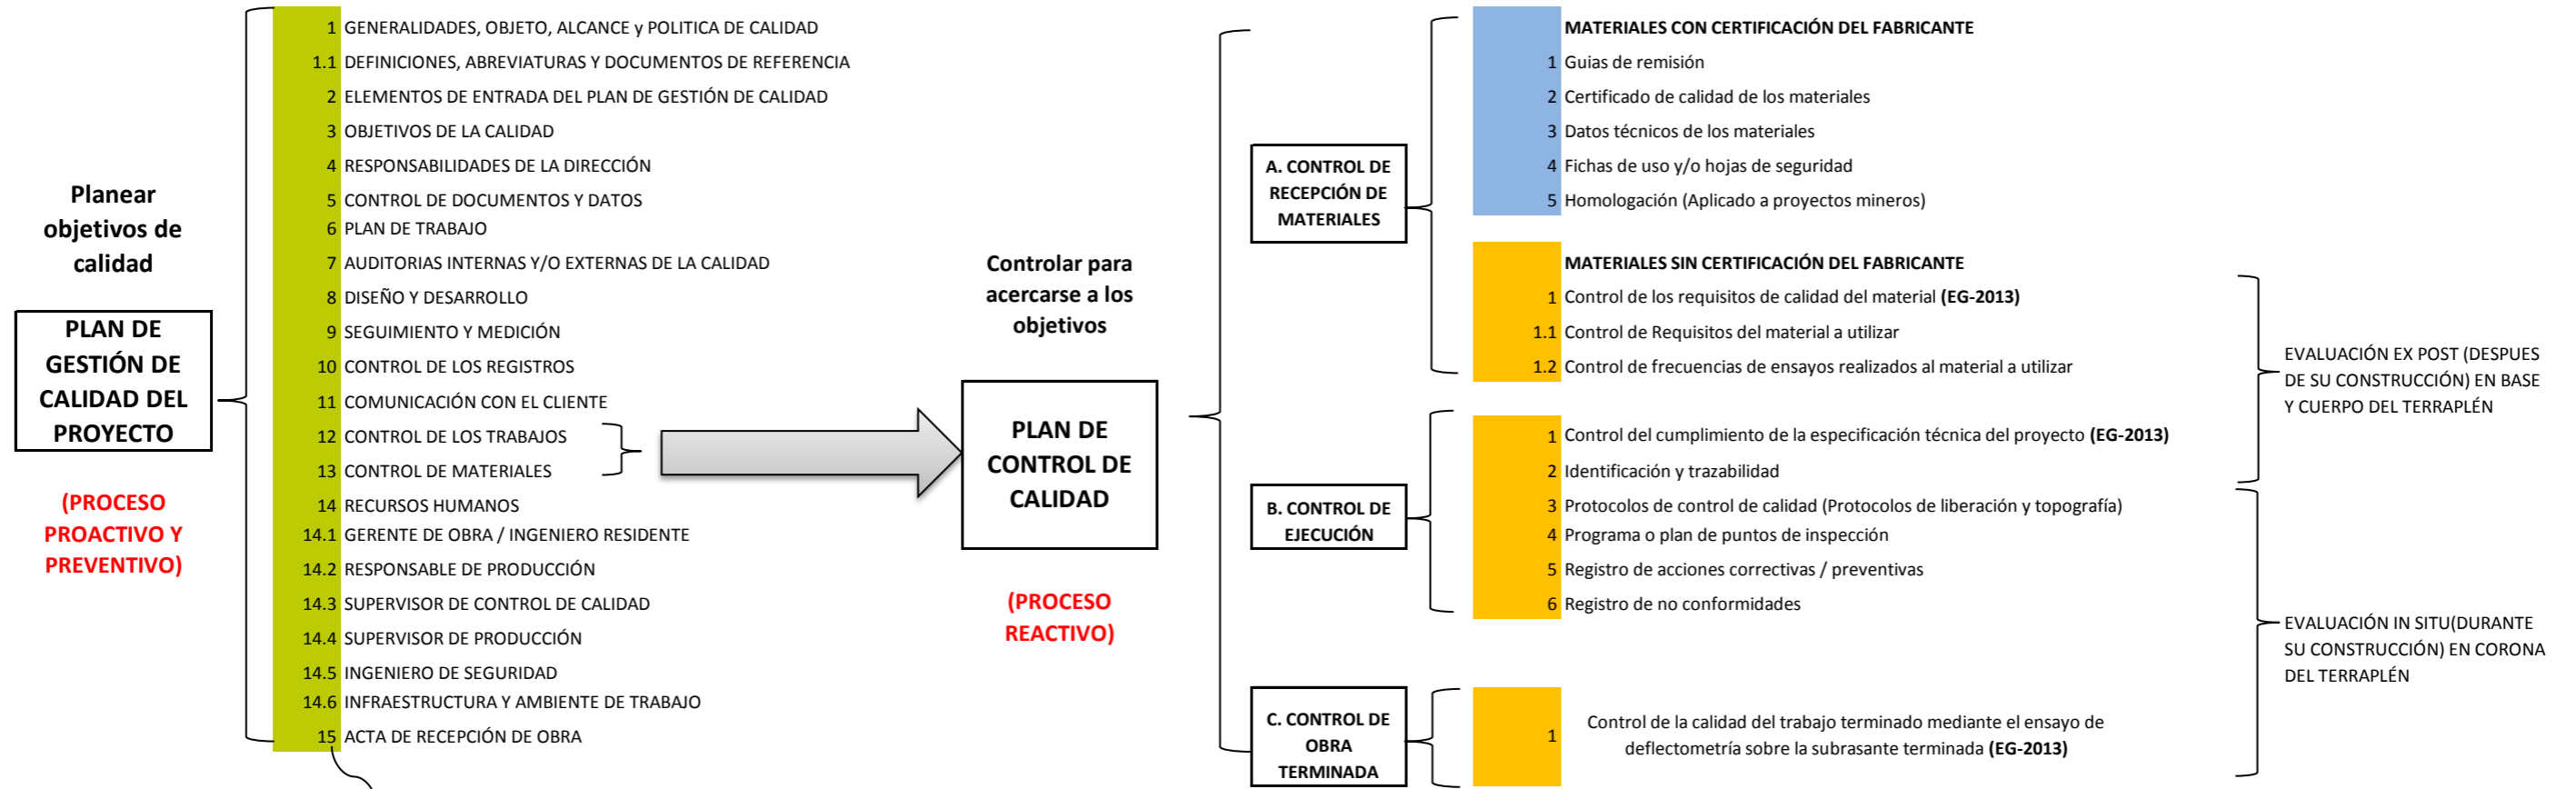 Planear
objetivos de
calidad
PLAN DE
GESTIÓN DE
CALIDAD DEL
PROYECTO
(PROCESO
PROACTIVO Y
PREVENTIVO)
1 GENERALIDADES, OBJETO, ALCANCE y POLITICA DE CALIDAD
1.1 DEFINICIONES, ABREVIATURAS Y DOCUMENTOS DE REFERENCIA
2 ELEMENTOS DE ENTRADA DEL PLAN DE GESTIÓN DE CALIDAD
3 OBJETIVOS DE LA CALIDAD
4 RESPONSABILIDADES DE LA DIRECCIÓN
5 CONTROL DE DOCUMENTOS Y DATOS
6 PLAN DE TRABAJO
7 AUDITORIAS INTERNAS Y/O EXTERNAS DE LA CALIDAD
8 DISEÑO Y DESARROLLO
9 SEGUIMIENTO Y MEDICIÓN
10 CONTROL DE LOS REGISTROS
11 COMUNICACIÓN CON EL CLIENTE
12 CONTROL DE LOS TRABAJOS
13 CONTROL DE MATERIALES
14 RECURSOS HUMANOS
14.1 GERENTE DE OBRA / INGENIERO RESIDENTE
14.2 RESPONSABLE DE PRODUCCIÓN
14.3 SUPERVISOR DE CONTROL DE CALIDAD
14.4 SUPERVISOR DE PRODUCCIÓN
14.5 INGENIERO DE SEGURIDAD
14.6 INFRAESTRUCTURA Y AMBIENTE DE TRABAJO
15 ACTA DE RECEPCIÓN DE OBRA
Controlar para
acercarse a los
objetivos
PLAN DE
CONTROL DE
CALIDAD
(PROCESO
REACTIVO)
A. CONTROL DE
RECEPCIÓN DE
MATERIALES
MATERIALES CON CERTIFICACIÓN DEL FABRICANTE
1 Guias de remisión
2 Certificado de calidad de los materiales
3 Datos técnicos de los materiales
4 Fichas de uso y/o hojas de seguridad
5 Homologación (Aplicado a proyectos mineros)
MATERIALES SIN CERTIFICACIÓN DEL FABRICANTE
1 Control de los requisitos de calidad del material (EG-2013)
1.1 Control de Requisitos del material a utilizar
1.2 Control de frecuencias de ensayos realizados al material a utilizar
B. CONTROL DE
EJECUCIÓN
1 Control del cumplimiento de la especificación técnica del proyecto (EG-2013)
2 Identificación y trazabilidad
3 Protocolos de control de calidad (Protocolos de liberación y topografía)
4 Programa o plan de puntos de inspección
5 Registro de acciones correctivas / preventivas
6 Registro de no conformidades
C. CONTROL DE
OBRA
TERMINADA
1 Control de la calidad del trabajo terminado mediante el ensayo de
deflectometría sobre la subrasante terminada (EG-2013)
EVALUACIÓN EX POST (DESPUES
DE SU CONSTRUCCIÓN) EN BASE
Y CUERPO DEL TERRAPLÉN
EVALUACIÓN IN SITU(DURANTE
SU CONSTRUCCIÓN) EN CORONA
DEL TERRAPLÉN